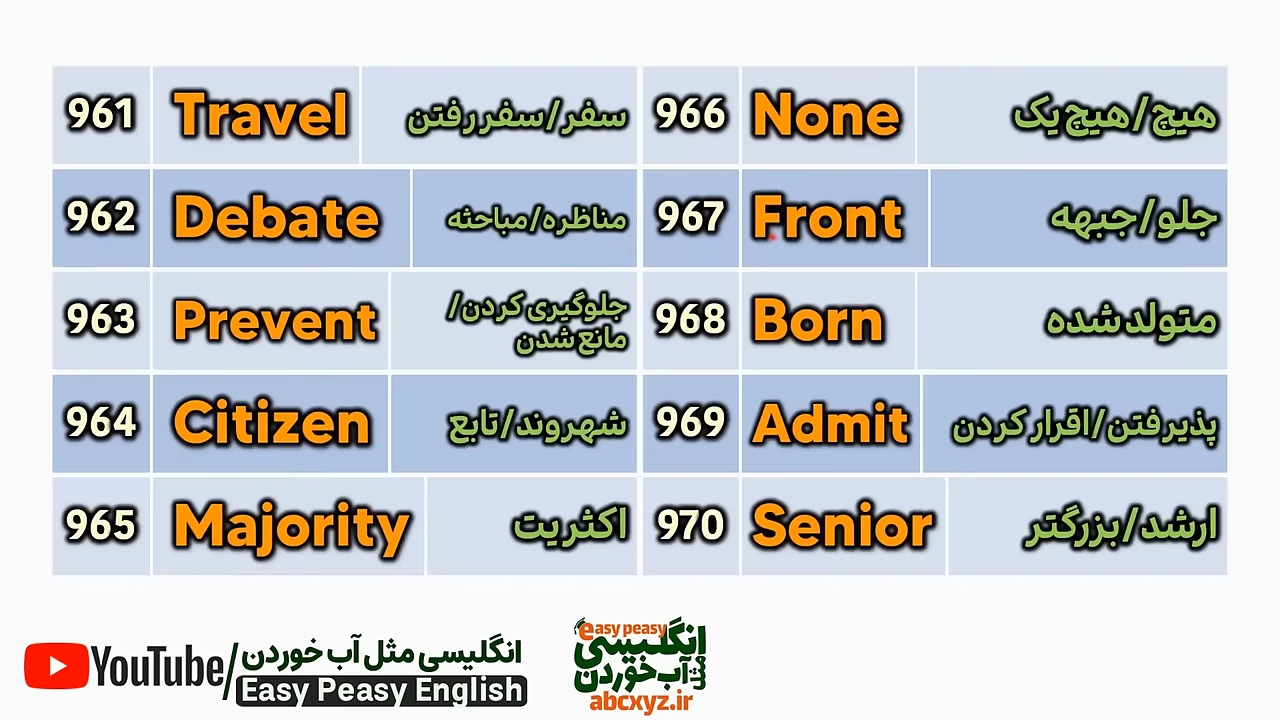 961 Travel سفر/سفر رفتن
962 Debate مناظره/مباحثه
963 Prevent جلوگیری کردن/
مانع شدن
964 Citizen شهروند/تابع
965 Majority اکثریت
966 None هیچ/هیچ یک
967 Front جلو/جبهه
968 Born متولد شده
969 Admit پذیرفتن/اقرار کردن
970 Senior ارشد/بزرگتر
YouTube/انگلیسی مثل آب خوردن
Easy Peasy English
easy peasy
انگلیسی
مثل آب خوردن
abcxyz.ir